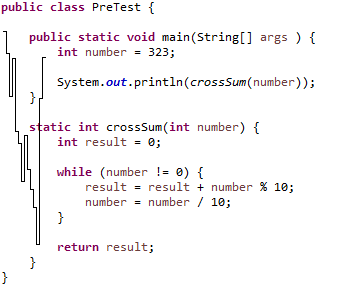 public class PreTest {
public static void main(String[] args ) {
int number = 323;
System.out.println(crossSum(number));
}
static int crossSum(int number) {
int result = 0;
while (number != 0) {
result = result + number % 10;
number = number / 10;
}
return result;
}
}